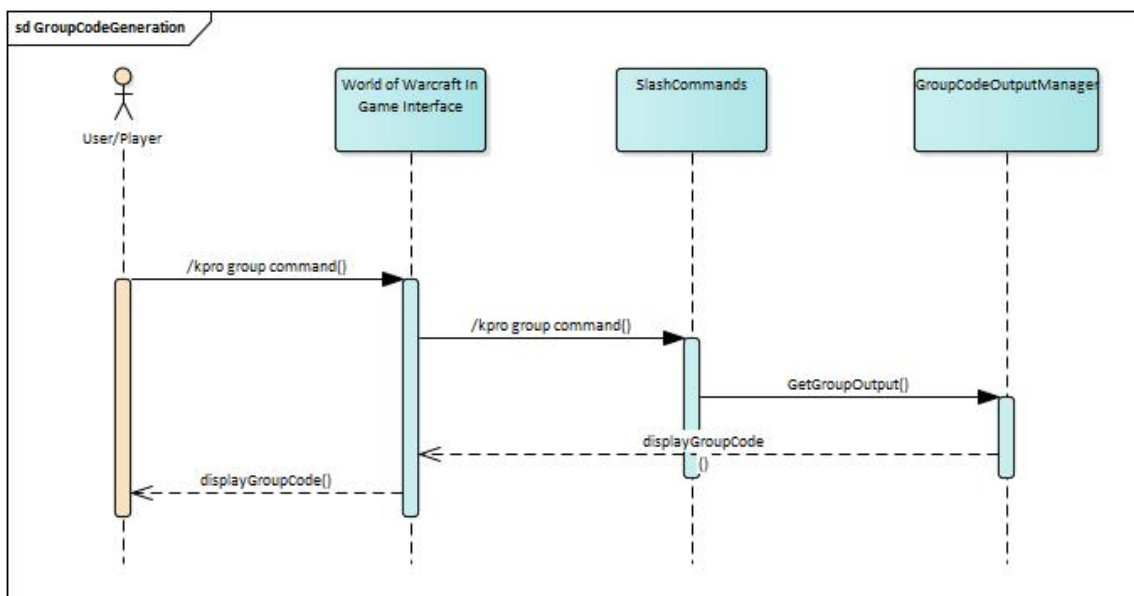 sd GroupCodeGeneration
User/Player
World of Warcraft In
Game Interface
SlashCommands
GroupCodeOutputManager
/kpro group command()
/kpro group command()
GetGroupOutput()
displayGroupCode
()
displayGroupCode()